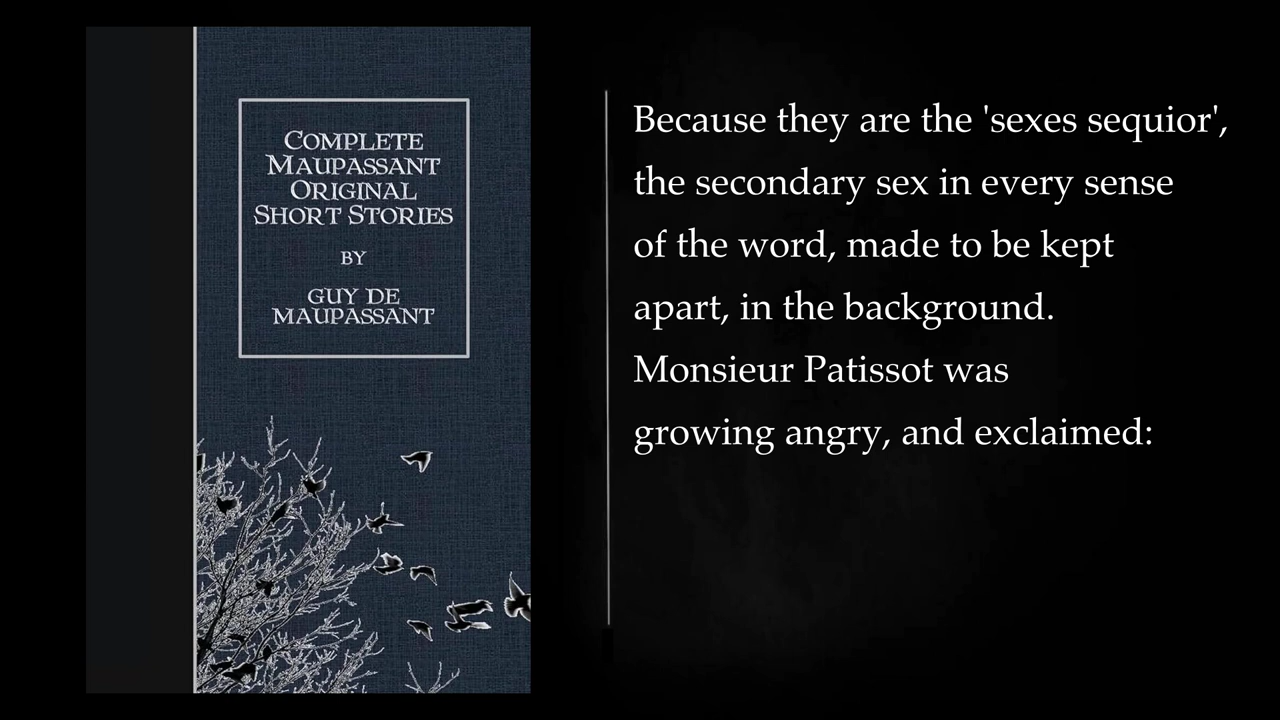 COMPLETE
MAUPASSANT
ORIGINAL
SHORT STORIES
BY
GUY DE
MAUPASSANT
Because they are the 'sexes sequior',
the secondary sex in every sense
of the word, made to be kept
apart, in the background.
Monsieur Patissot was
growing angry, and exclaimed: